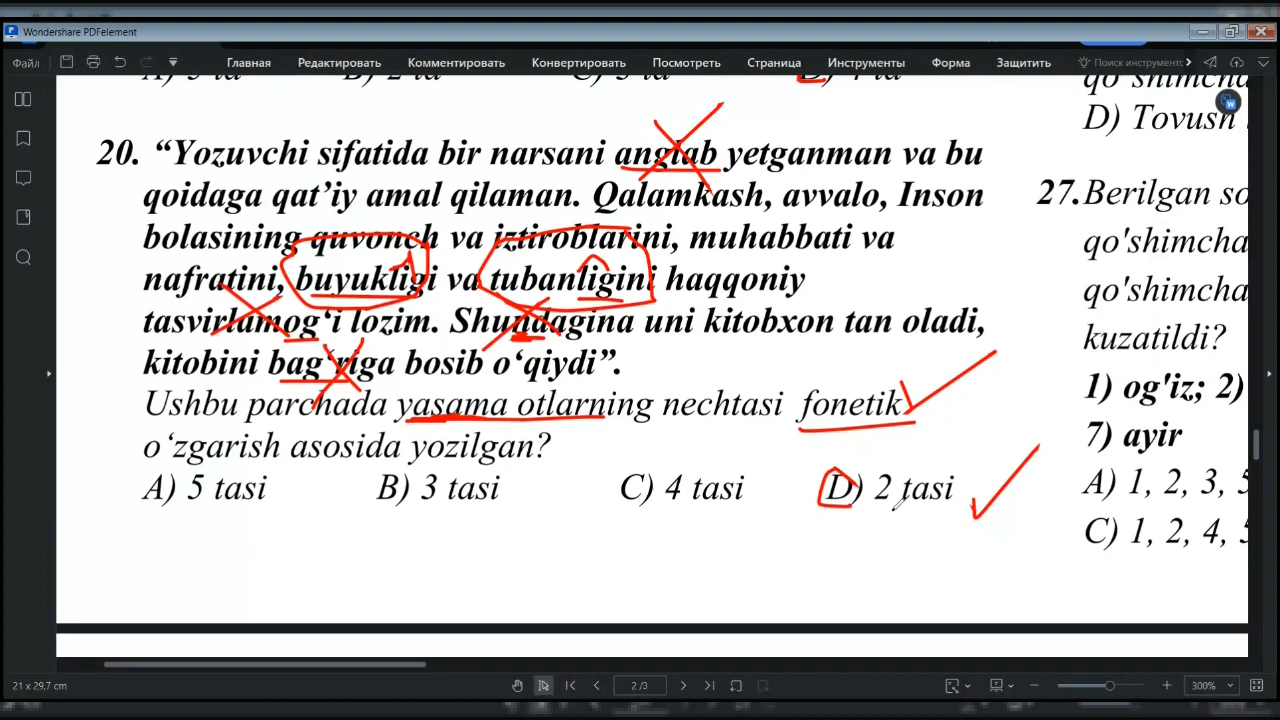 Wondershare PDFelement
Файл Главная Редактировать Комментировать Конвертировать Посмотреть Страница Инструменты Форма Защитить Поиск инструментс
20. “Yozuvchi sifatida bir narsani anglab yetganman va bu
qoidaga qat’iy amal qilaman. Qalamkash, avvalo, Inson
bolasining quvonch va iztiroblarini, muhabbati va
nafratini, buyukligi va tubanligini haqqoniy
tasvirlamog‘i lozim. Shundagina uni kitobxon tan oladi,
kitobini bag‘riga bosib o‘qiydi”.
Ushbu parchada yasama otlarning nechtasi fonetik
o‘zgarish asosida yozilgan?
A) 5 tasi B) 3 tasi C) 4 tasi D) 2 tasi
qo'shimcha
D) Tovush
27. Berilgan so
qo'shimcha
qo'shimcha
kuzatildi?
1) og'iz; 2)
7) ayir
A) 1, 2, 3, 5
C) 1, 2, 4, 5
21 x 29,7 cm 2 /3 300%